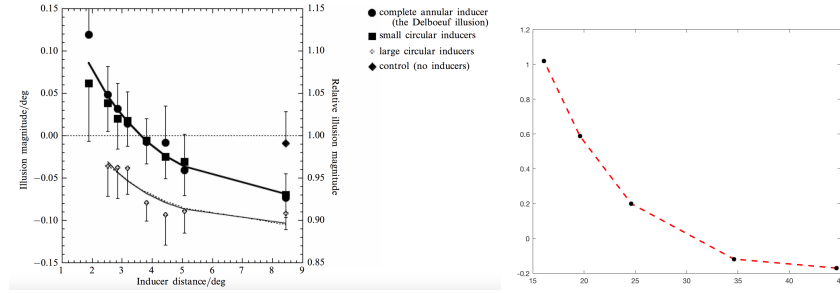 0.15
0.10
0.05
0.00
−0.05
−0.10
−0.15
Illusion magnitude/deg
1 2 3 4 5 6 7 8 9
Inducer distance/deg
1.15
1.10
1.05
1.00
0.95
0.90
0.85
Relative illusion magnitude
complete annular inducer
(the Delboeuf illusion)
small circular inducers
large circular inducers
control (no inducers)
1.2
1
0.8
0.6
0.4
0.2
0
-0.2
15 20 25 30 35 40